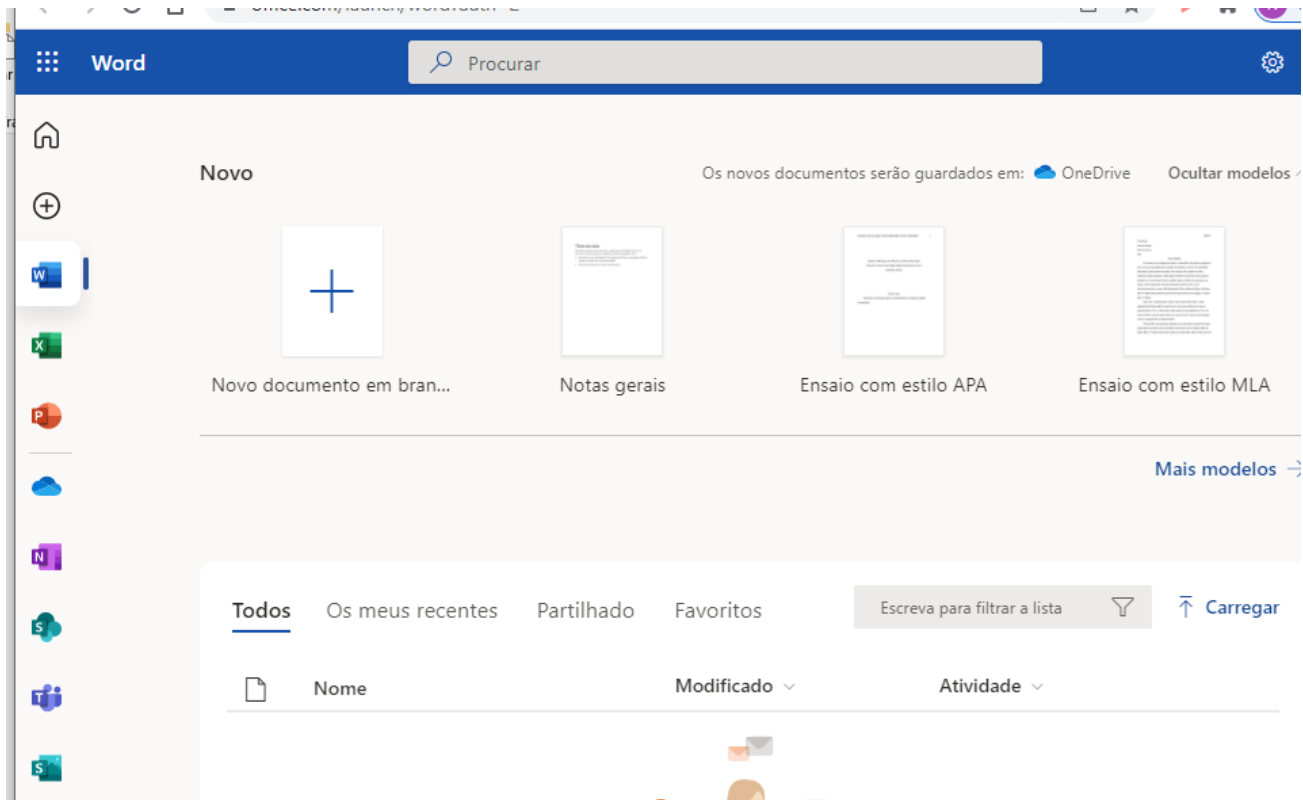 Word
Procurar
Novo
Os novos documentos serão guardados em: OneDrive
Ocultar modelos
Novo documento em bran...
Notas gerais
Ensaio com estilo APA
Ensaio com estilo MLA
Mais modelos
Todos
Os meus recentes
Partilhado
Favoritos
Escreva para filtrar a lista
Carregar
Nome
Modificado
Atividade